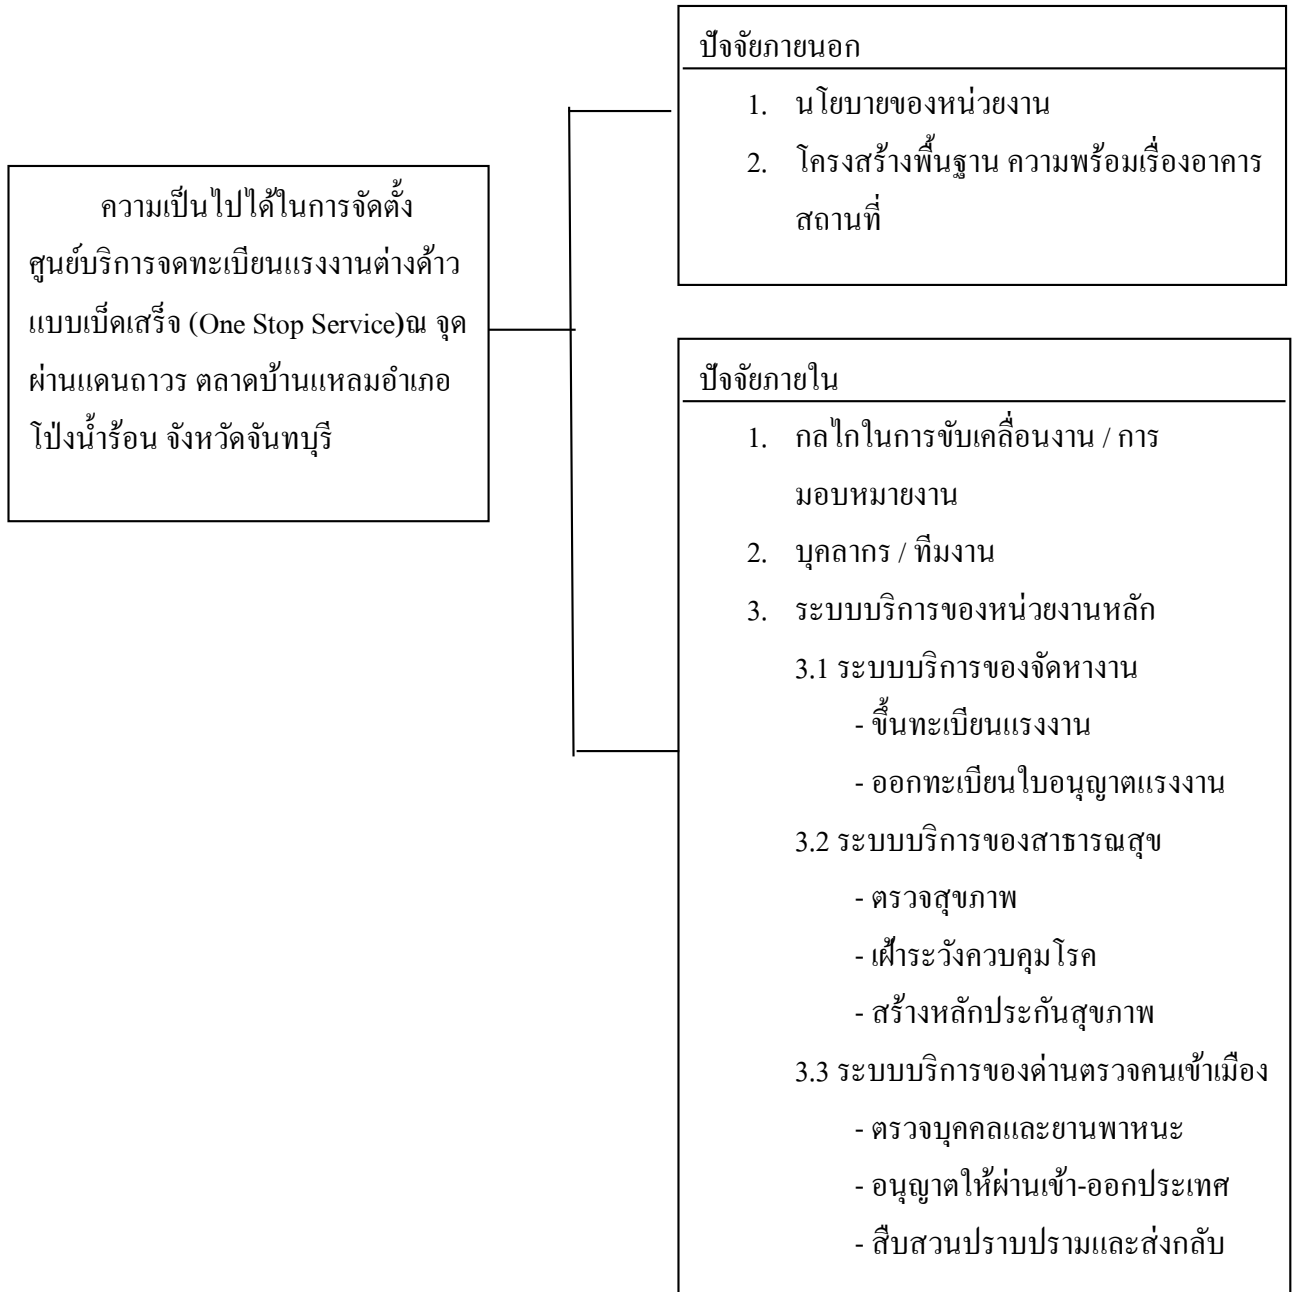 ความเป็นไปได้ในการจัดตั้ง
ศูนย์บริการจดทะเบียนแรงงานต่างด้าว
แบบเบ็ดเสร็จ (One Stop Service)ณ จุด
ผ่านแดนถาวร ตลาดบ้านแหลมอำเภอ
โป่งน้ำร้อน จังหวัดจันทบุรี
ปัจจัยภายนอก
1. นโยบายของหน่วยงาน
2. โครงสร้างพื้นฐาน ความพร้อมเรื่องอาคาร
สถานที่
ปัจจัยภายใน
1. กลไกในการขับเคลื่อนงาน / การ
มอบหมายงาน
2. บุคลากร / ทีมงาน
3. ระบบบริการของหน่วยงานหลัก
3.1 ระบบบริการของจัดหางาน
- ขึ้นทะเบียนแรงงาน
- ออกทะเบียนใบอนุญาตแรงงาน
3.2 ระบบบริการของสาธารณสุข
- ตรวจสุขภาพ
- เฝ้าระวังควบคุมโรค
- สร้างหลักประกันสุขภาพ
3.3 ระบบบริการของด่านตรวจคนเข้าเมือง
- ตรวจบุคคลและยานพาหนะ
- อนุญาตให้ผ่านเข้า-ออกประเทศ
- สืบสวนปราบปรามและส่งกลับ